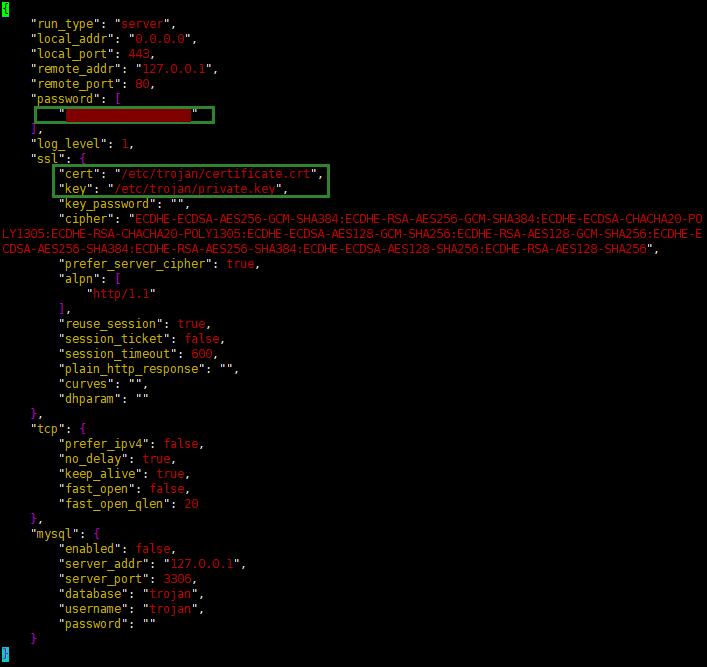 {
    "run_type": "server",
    "local_addr": "0.0.0.0",
    "local_port": 443,
    "remote_addr": "127.0.0.1",
    "remote_port": 80,
    "password": [
        ""
    ],
    "log_level": 1,
    "ssl": {
        "cert": "/etc/trojan/certificate.crt",
        "key": "/etc/trojan/private.key",
        "key_password": "",
        "cipher": "ECDHE-ECDSA-AES256-GCM-SHA384:ECDHE-RSA-AES256-GCM-SHA384:ECDHE-ECDSA-CHACHA20-PO
LY1305:ECDHE-RSA-CHACHA20-POLY1305:ECDHE-ECDSA-AES128-GCM-SHA256:ECDHE-RSA-AES128-GCM-SHA256:ECDHE-E
CDSA-AES256-SHA384:ECDHE-RSA-AES256-SHA384:ECDHE-ECDSA-AES128-SHA256:ECDHE-RSA-AES128-SHA256",
        "prefer_server_cipher": true,
        "alpn": [
            "http/1.1"
        ],
        "reuse_session": true,
        "session_ticket": false,
        "session_timeout": 600,
        "plain_http_response": "",
        "curves": "",
        "dhparam": ""
    },
    "tcp": {
        "prefer_ipv4": false,
        "no_delay": true,
        "keep_alive": true,
        "fast_open": false,
        "fast_open_qlen": 20
    },
    "mysql": {
        "enabled": false,
        "server_addr": "127.0.0.1",
        "server_port": 3306,
        "database": "trojan",
        "username": "trojan",
        "password": ""
    }
}